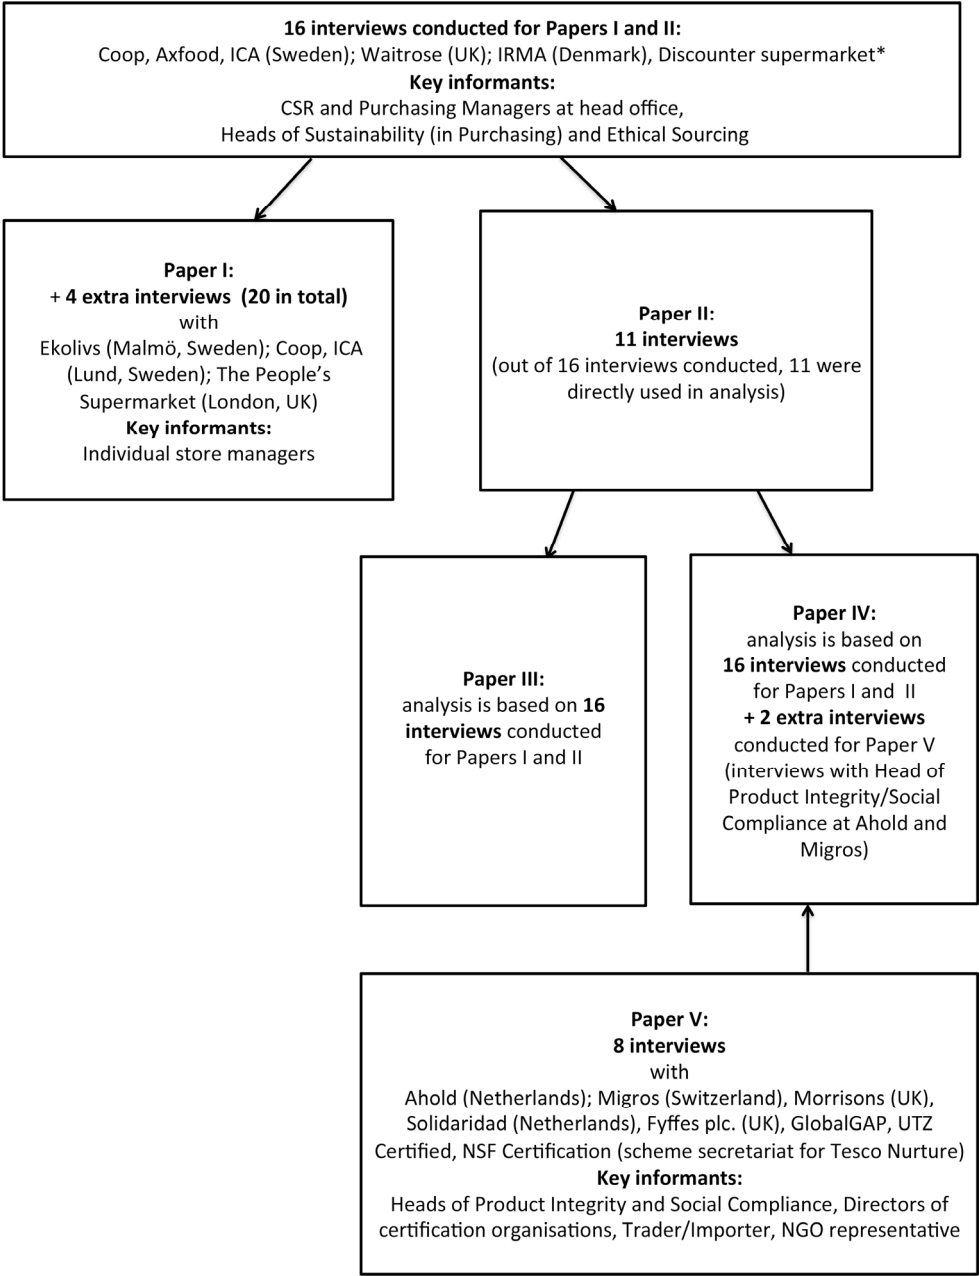 16 interviews conducted for Papers I and II:
Coop, Axfood, ICA (Sweden); Waitrose (UK); IRMA (Denmark), Discounter supermarket*
Key informants:
CSR and Purchasing Managers at head office,
Heads of Sustainability (in Purchasing) and Ethical Sourcing
Paper I:
+ 4 extra interviews (20 in total)
with
Ekolivs (Malmö, Sweden); Coop, ICA
(Lund, Sweden); The People's
Supermarket (London, UK)
Key informants:
Individual store managers
Paper II:
11 interviews
(out of 16 interviews conducted, 11 were
directly used in analysis)
Paper III:
analysis is based on 16
interviews conducted
for Papers I and II
Paper IV:
analysis is based on
16 interviews conducted
for Papers I and II
+ 2 extra interviews
conducted for Paper V
(interviews with Head of
Product Integrity/Social
Compliance at Ahold and
Migros)
Paper V:
8 interviews
with
Ahold (Netherlands); Migros (Switzerland), Morrisons (UK),
Solidaridad (Netherlands), Fyffes plc. (UK), GlobalGAP, UTZ
Certified, NSF Certification (scheme secretariat for Tesco Nurture)
Key informants:
Heads of Product Integrity and Social Compliance, Directors of
certification organisations, Trader/Importer, NGO representative